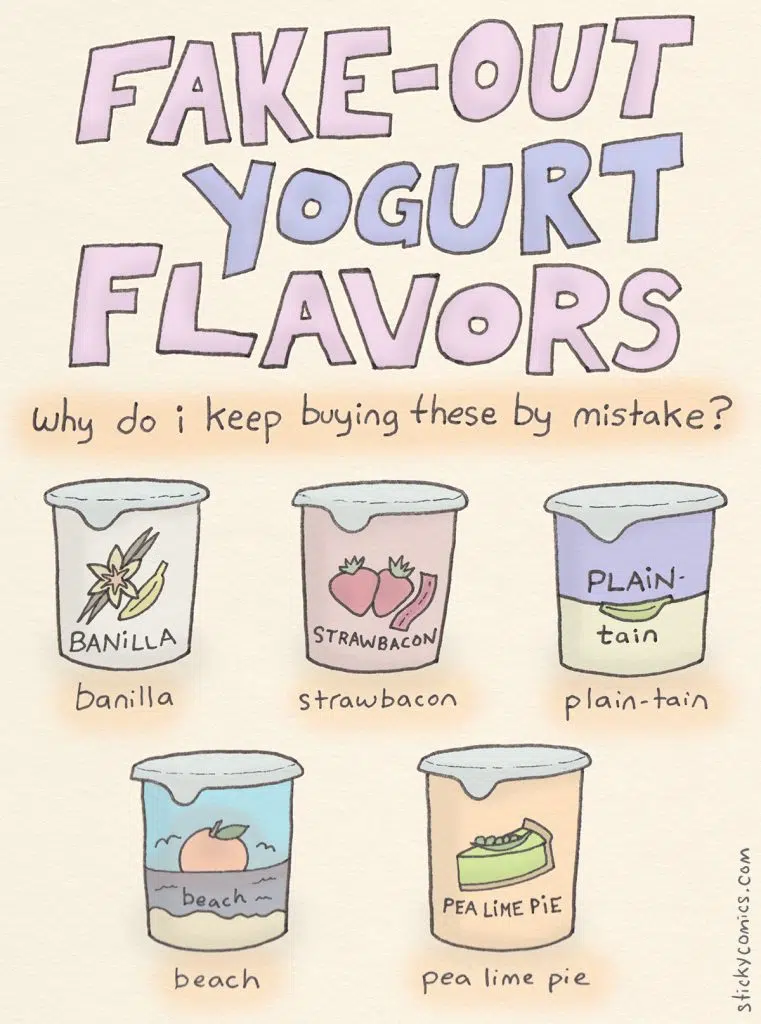 FAKE-OUT
YOGURT
FLAVORS
why do i keep buying these by mistake?
BANiLLA
banilla
STRAWBACON
strawbacon
PLAiN-
tain
plain-tain
beach
beach
PEA LiME PiE
pea lime pie
stickycomics.com